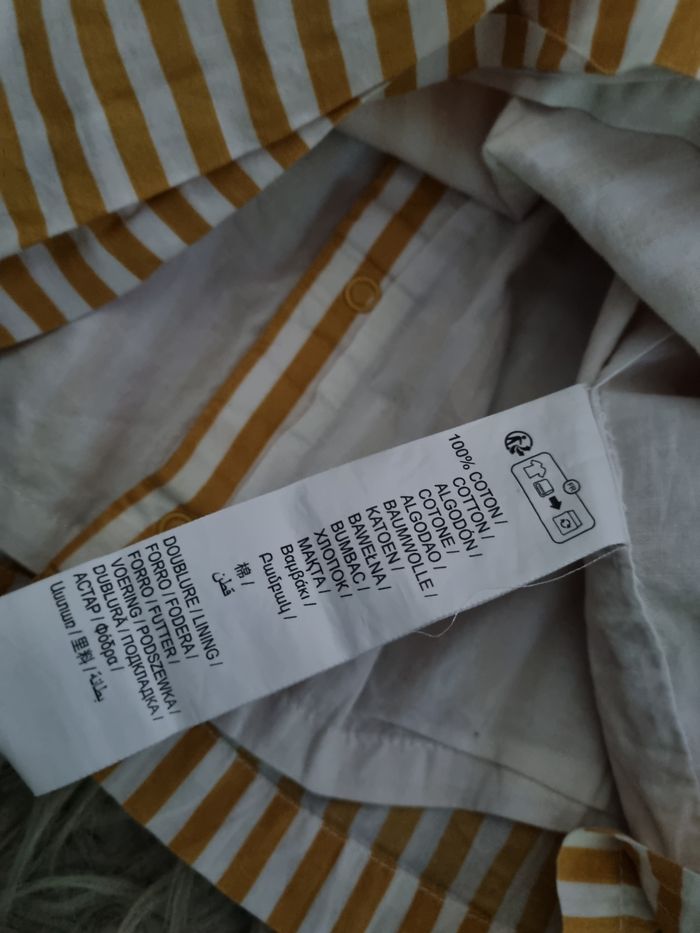 100% COTON /
COTTON /
ALGODÓN /
COTONE /
ALGODAO /
BAUMWOLLE /
KATOEN /
BAWEŁNA /
BUMBAC /
ХЛОПОК /
МАКТА /
Βαμβάκι /
Բամբակ /
棉 /
قطن
DOUBLURE / LINING /
FORRO / FODERA /
FORRO / FUTTER /
VOERING / PODSZEWKA /
DUBLURĂ / ПОДКЛАДКА /
АСТАР / Φόδρα /
Աստառ / 里料 / بطانة